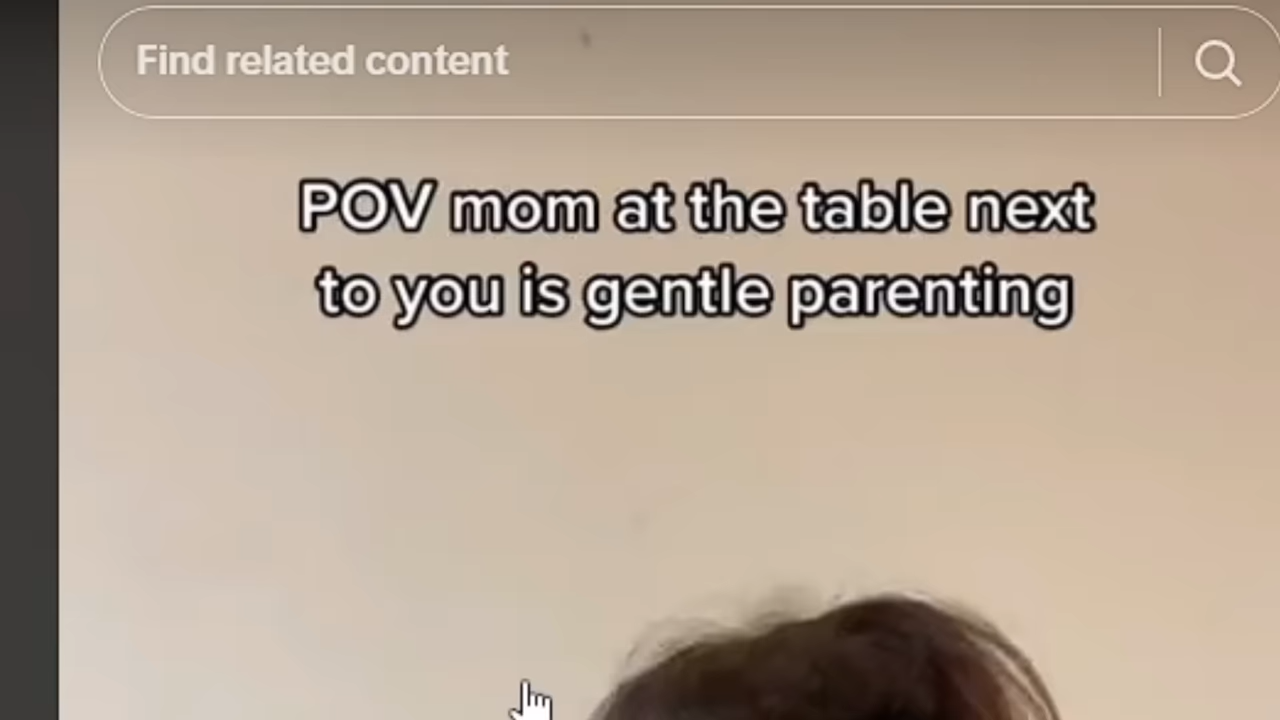 Find related content
POV mom at the table next
to you is gentle parenting